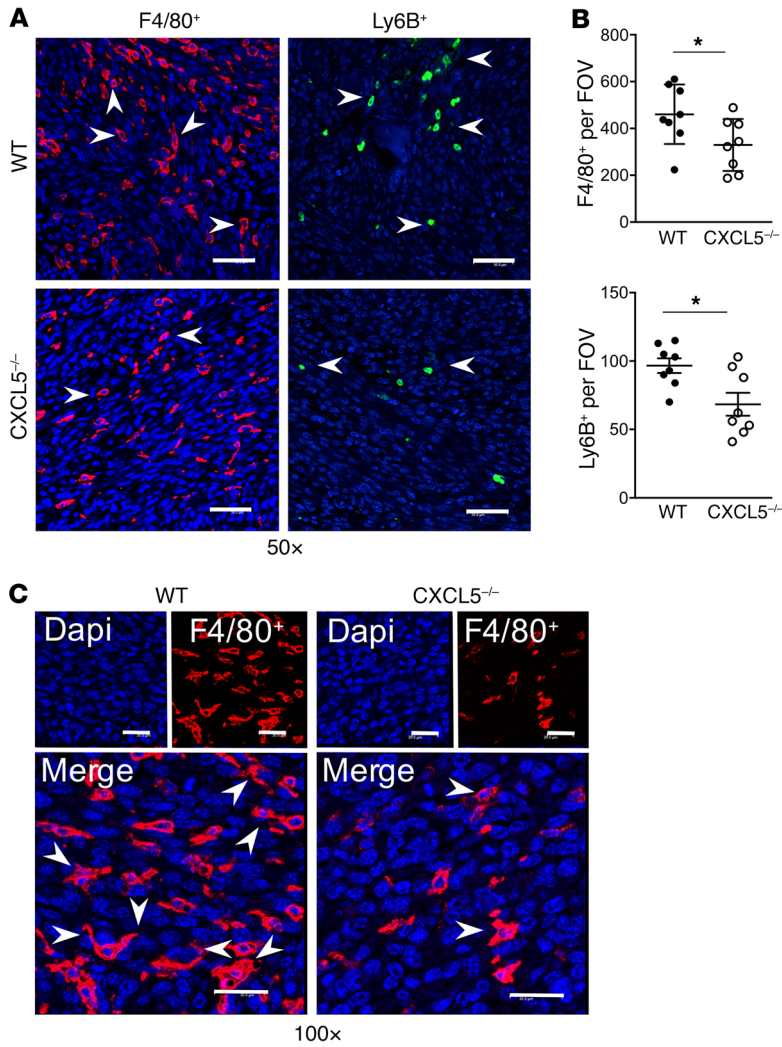 A
F4/80⁺
Ly6B⁺
WT
CXCL5⁻/⁻
50×
B
F4/80⁺ per FOV
800
600
400
200
0
*
WT
CXCL5⁻/⁻
Ly6B⁺ per FOV
150
100
50
0
*
WT
CXCL5⁻/⁻
C
WT
CXCL5⁻/⁻
Dapi
F4/80⁺
Dapi
F4/80⁺
Merge
Merge
100×